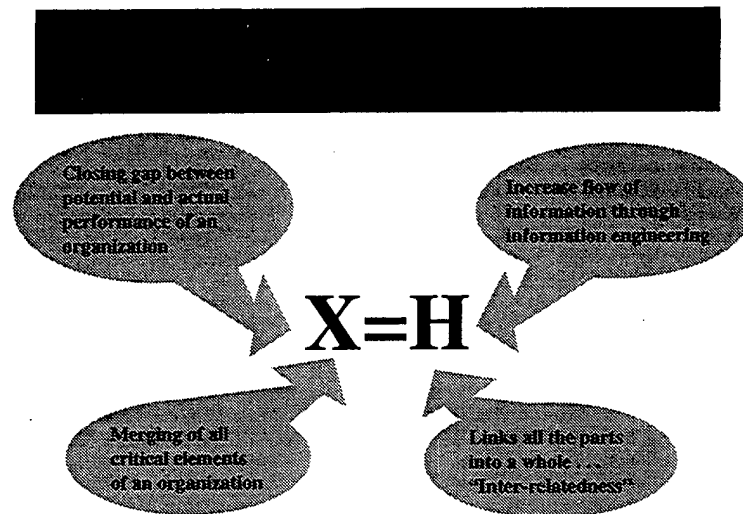 Closing gap between
potential and actual
performance of an
organization
Increase flow of
information through
information engineering
X=H
Merging of all
critical elements
of an organization
Links all the parts
into a whole . . .
"Inter-relatedness"